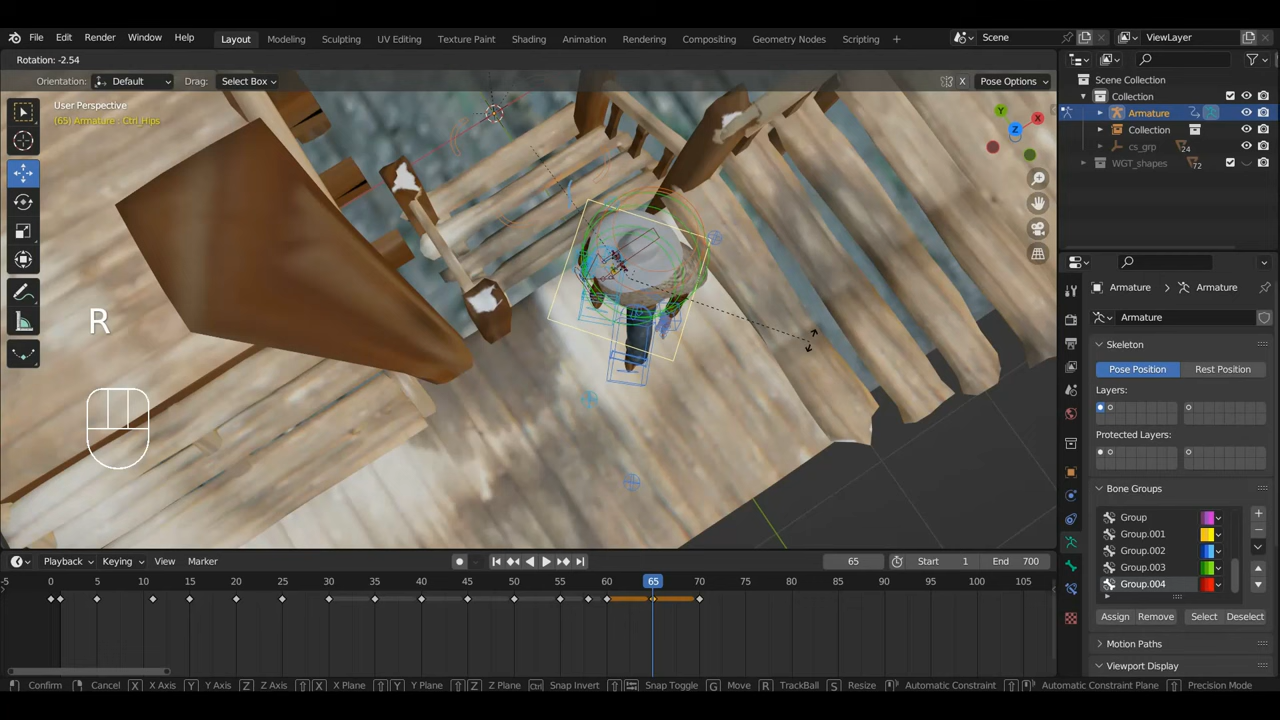 File Edit Render Window Help Layout Modeling Sculpting UV Editing Texture Paint Shading Animation Rendering Compositing Geometry Nodes Scripting + Scene ViewLayer
Rotation: -2.54
Orientation: Default Drag: Select Box X Pose Options
Scene Collection
Collection
Armature
Collection
cs_grp 24
WGT_shapes 72
User Perspective
(65) Armature : Ctrl_Hips
Y X Z
R
Armature Armature
Armature
Skeleton
Pose Position Rest Position
Layers:
Protected Layers:
Bone Groups
Group
Group.001
Group.002
Group.003
Group.004
Assign Remove Select Deselect
Motion Paths
Viewport Display
Playback Keying View Marker 65 Start 1 End 700
-5 0 5 10 15 20 25 30 35 40 45 50 55 60 65 70 75 80 85 90 95 100 105
Confirm Cancel X X Axis Y Y Axis Z Z Axis X X Plane Y Y Plane Z Z Plane Ctrl Snap Invert Snap Toggle G Move R TrackBall S Resize Automatic Constraint Automatic Constraint Plane Precision Mode